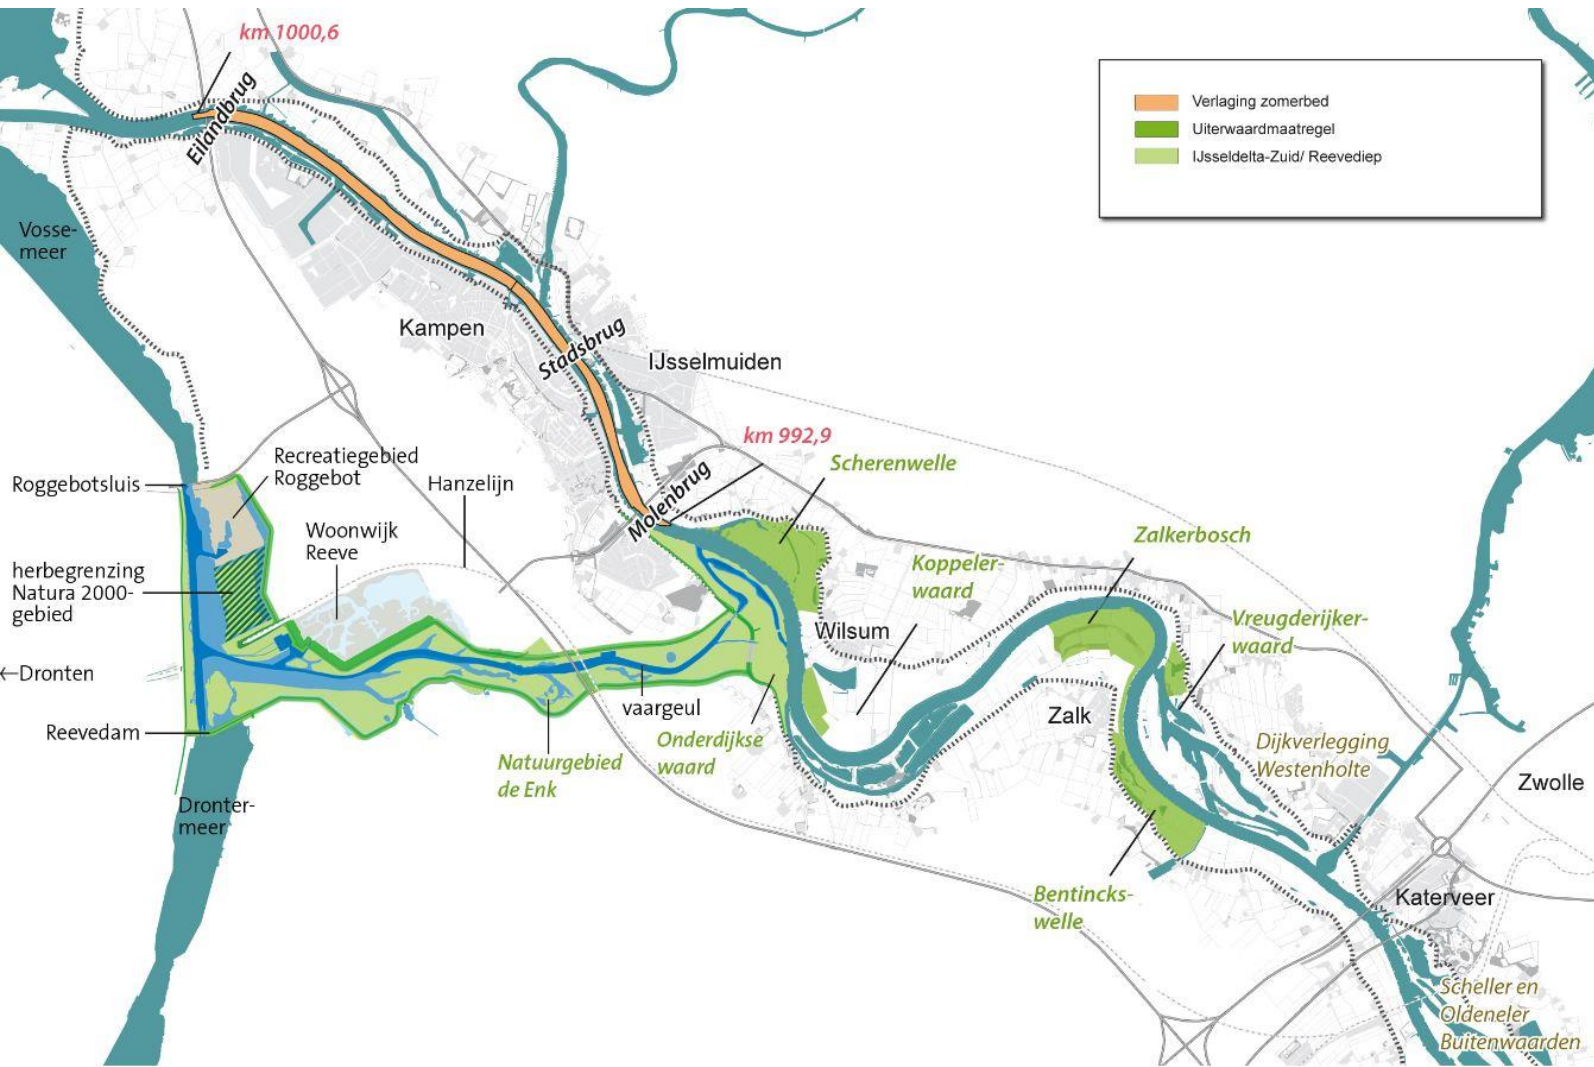 km 1000,6
Eilandbrug
Verlaging zomerbed
Uiterwaardmaatregel
IJsseldelta-Zuid/ Reevediep
Vosse-
meer
Kampen
Stadsbrug
IJsselmuiden
km 992,9
Molenbrug
Scherenwelle
Recreatiegebied
Roggebot
Roggebotsluis
Hanzelijn
Woonwijk
Reeve
Zalkerbosch
Koppeler-
waard
herbegrenzing
Natura 2000-
gebied
Wilsum
Vreugderijker-
waard
←Dronten
vaargeul
Zalk
Reevedam
Onderdijkse
waard
Natuurgebied
de Enk
Dijkverlegging
Westenholte
Zwolle
Dronter-
meer
Bentincks-
welle
Katerveer
Scheller en
Oldeneler
Buitenwaarden